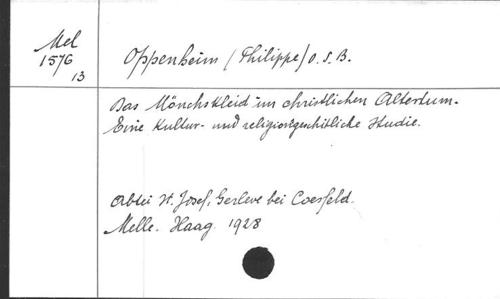 Mel
1576
13
Oppenheim (Philippe) O.S.B.
Das Mönchskleid im christlichen Altertum.
Eine Kultur- und religionsgeschitliche Studie.
Abtei St. Josef, Gerleve bei Coesfeld.
Melle. Haag. 1928